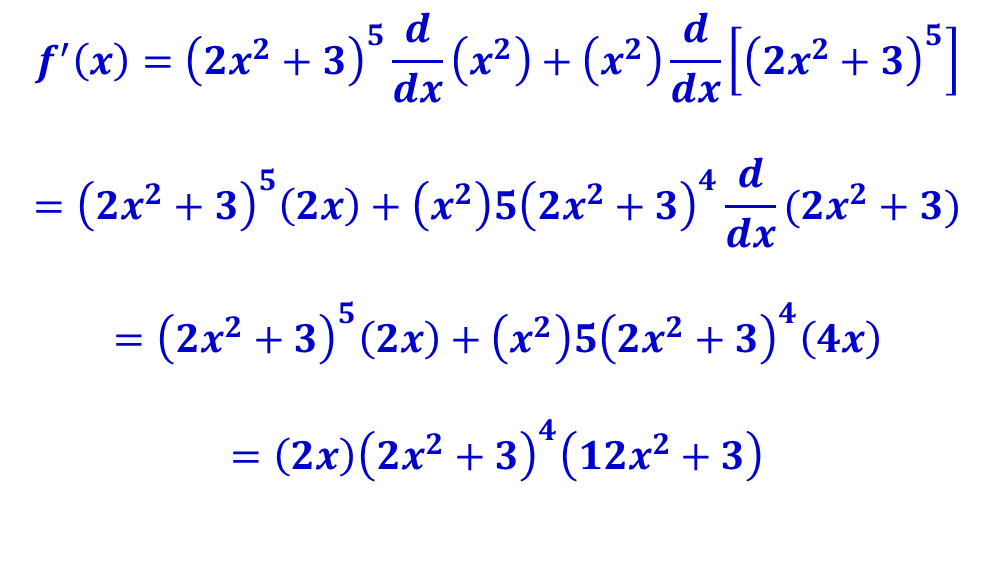 f′(x) = (2x² + 3)⁵ d/dx (x²) + (x²) d/dx [(2x² + 3)⁵]
= (2x² + 3)⁵(2x) + (x²)5(2x² + 3)⁴ d/dx (2x² + 3)
= (2x² + 3)⁵(2x) + (x²)5(2x² + 3)⁴(4x)
= (2x)(2x² + 3)⁴(12x² + 3)